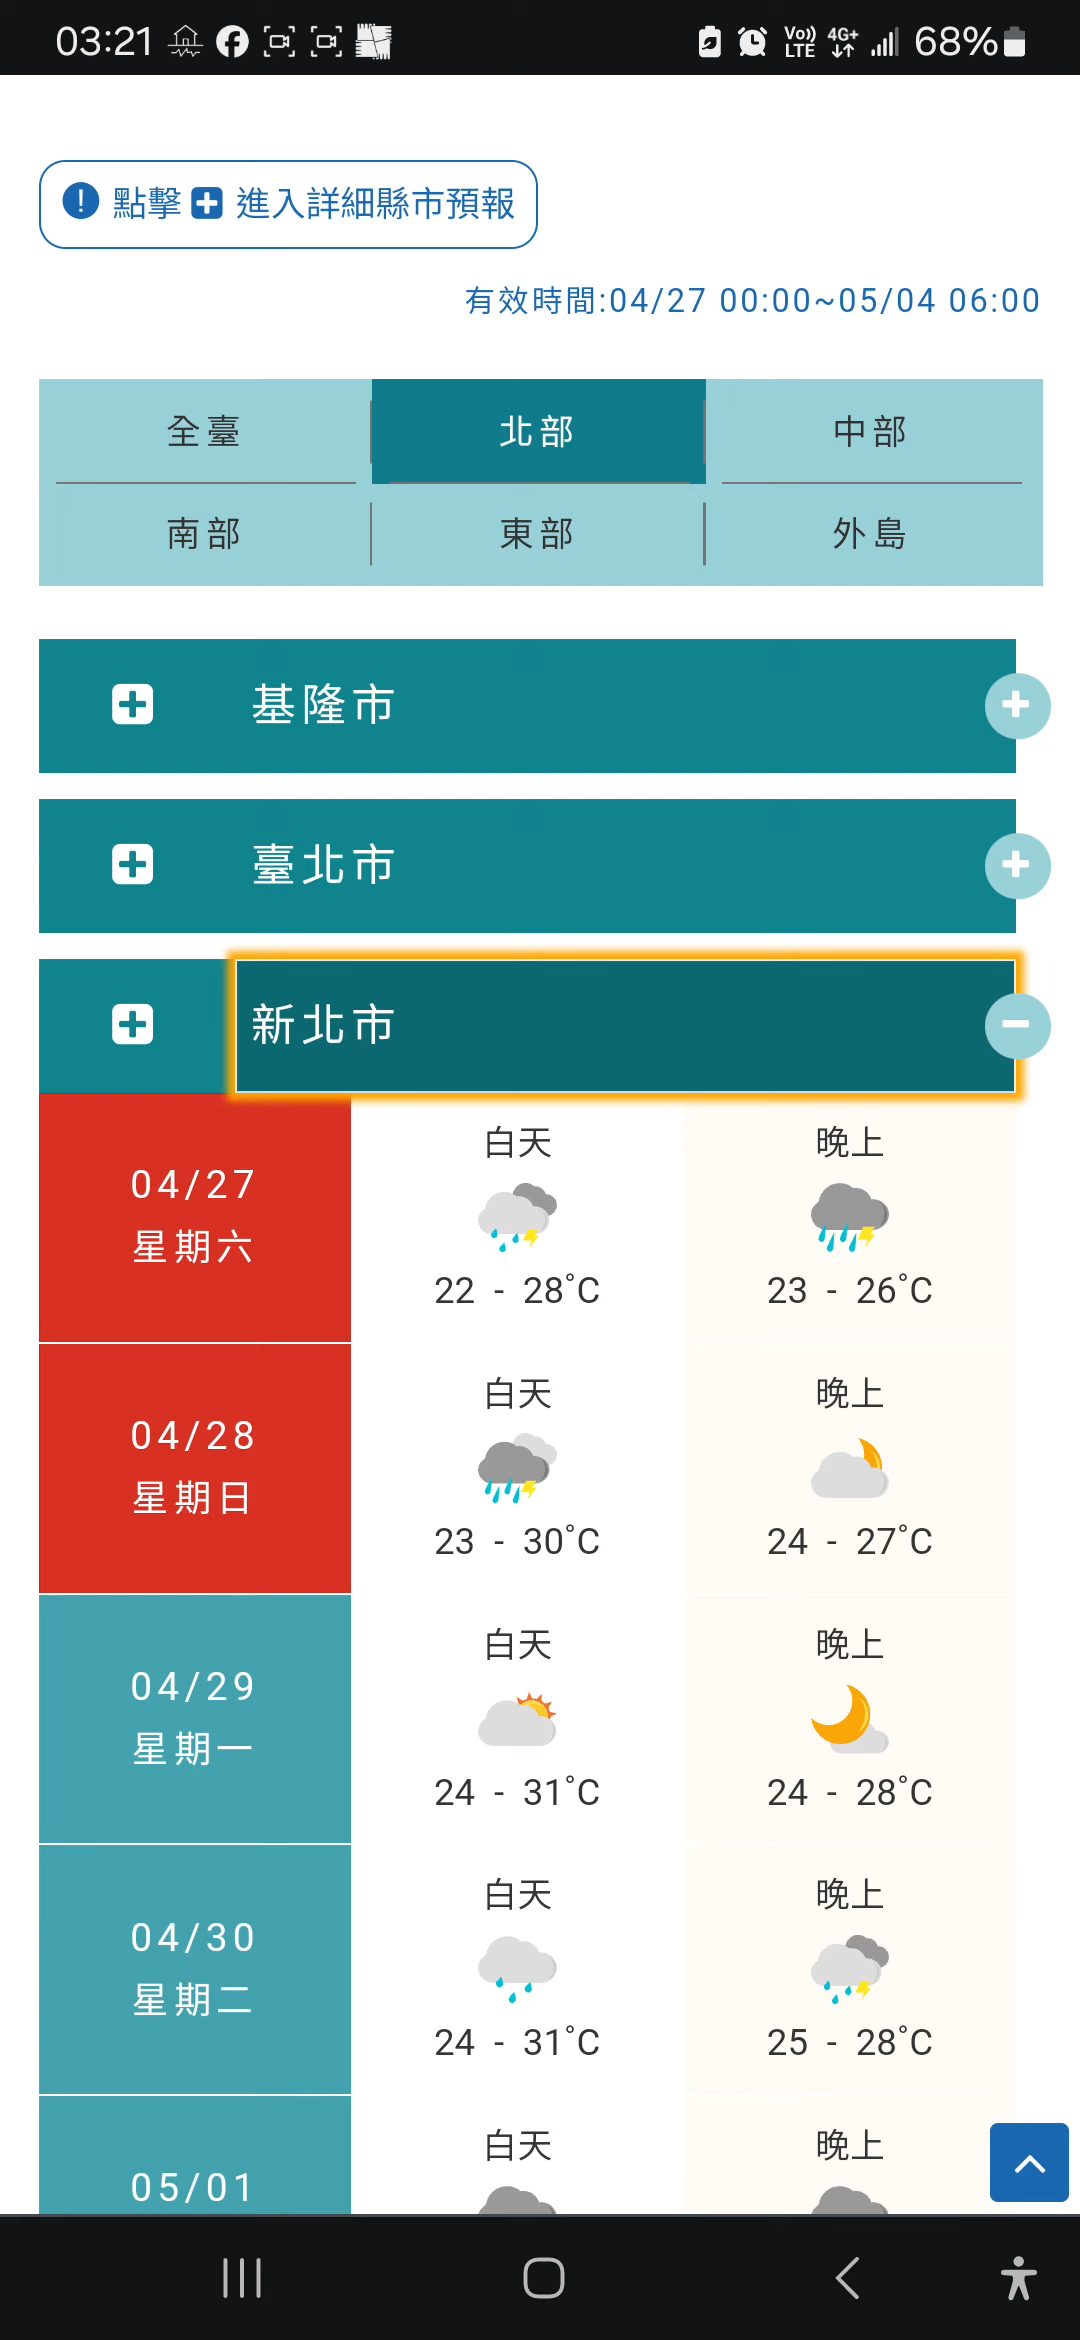 03:21 Vo)) LTE 4G+ 68%
點擊 進入詳細縣市預報
有效時間:04/27 00:00~05/04 06:00
全臺 北部 中部
南部 東部 外島
基隆市
臺北市
新北市
04/27
星期六
白天
22 - 28°C
晚上
23 - 26°C
04/28
星期日
白天
23 - 30°C
晚上
24 - 27°C
04/29
星期一
白天
24 - 31°C
晚上
24 - 28°C
04/30
星期二
白天
24 - 31°C
晚上
25 - 28°C
05/01
白天
晚上